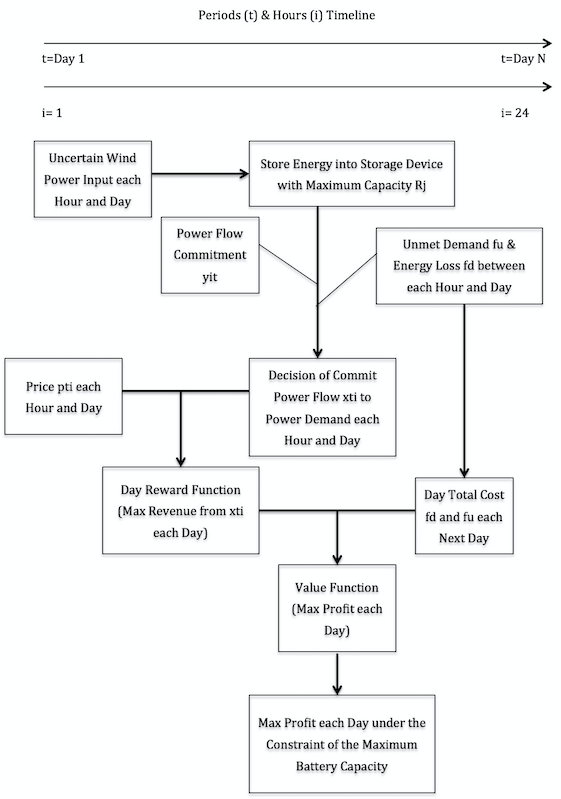 Periods (t) & Hours (i) Timeline
t=Day 1
t=Day N
i= 1
i= 24
Uncertain Wind
Power Input each
Hour and Day
Store Energy into Storage Device
with Maximum Capacity Rj
Power Flow
Commitment
yit
Unmet Demand fu &
Energy Loss fd between
each Hour and Day
Price pti each
Hour and Day
Decision of Commit
Power Flow xti to
Power Demand each
Hour and Day
Day Reward Function
(Max Revenue from xti
each Day)
Day Total Cost
fd and fu each
Next Day
Value Function
(Max Profit each
Day)
Max Profit each Day under the
Constraint of the Maximum
Battery Capacity